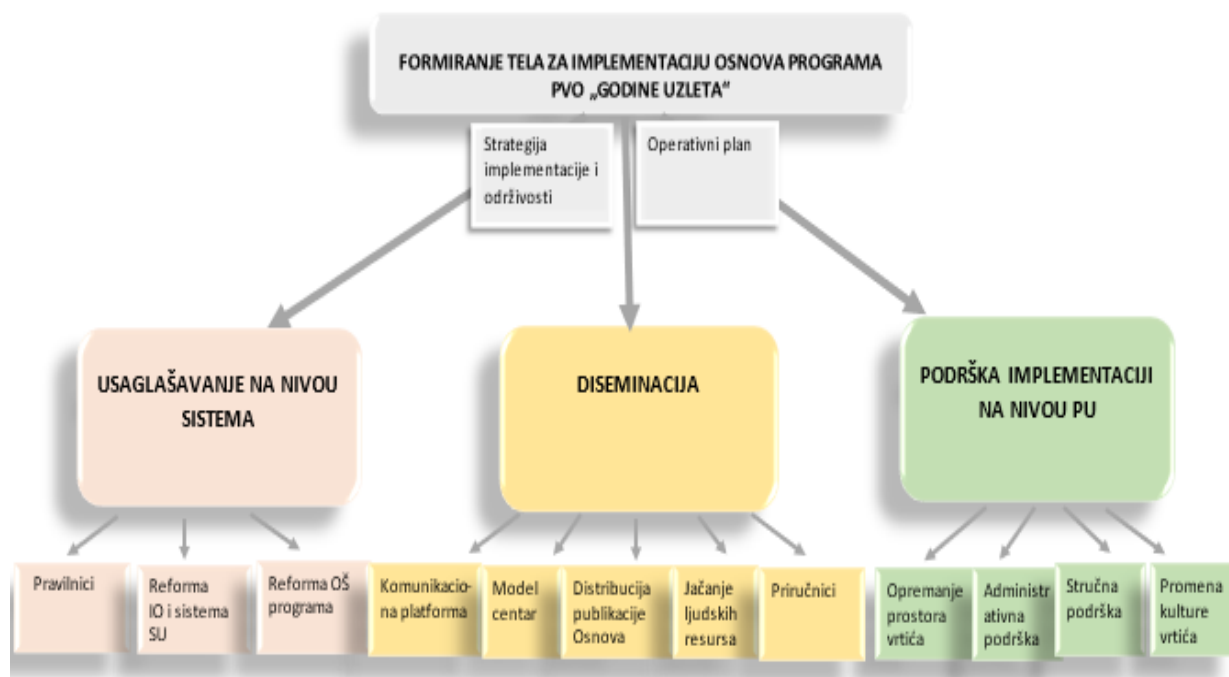 FORMIRANJE TELA ZA IMPLEMENTACIJU OSNOVA PROGRAMA
PVO „GODINE UZLETA“
Strategija
implementacije i
održivosti
Operativni plan
USAGLAŠAVANJE NA NIVOU
SISTEMA
DISEMINACIJA
PODRŠKA IMPLEMENTACIJI
NA NIVOU PU
Pravilnici
Reforma
IO i sistema
SU
Reforma OŠ
programa
Komunikacio-
na platforma
Model
centar
Distribucija
publikacije
Osnova
Jačanje
ljudskih
resursa
Priručnici
Opremanje
prostora
vrtića
Administr
ativna
podrška
Stručna
podrška
Promena
kulture
vrtića